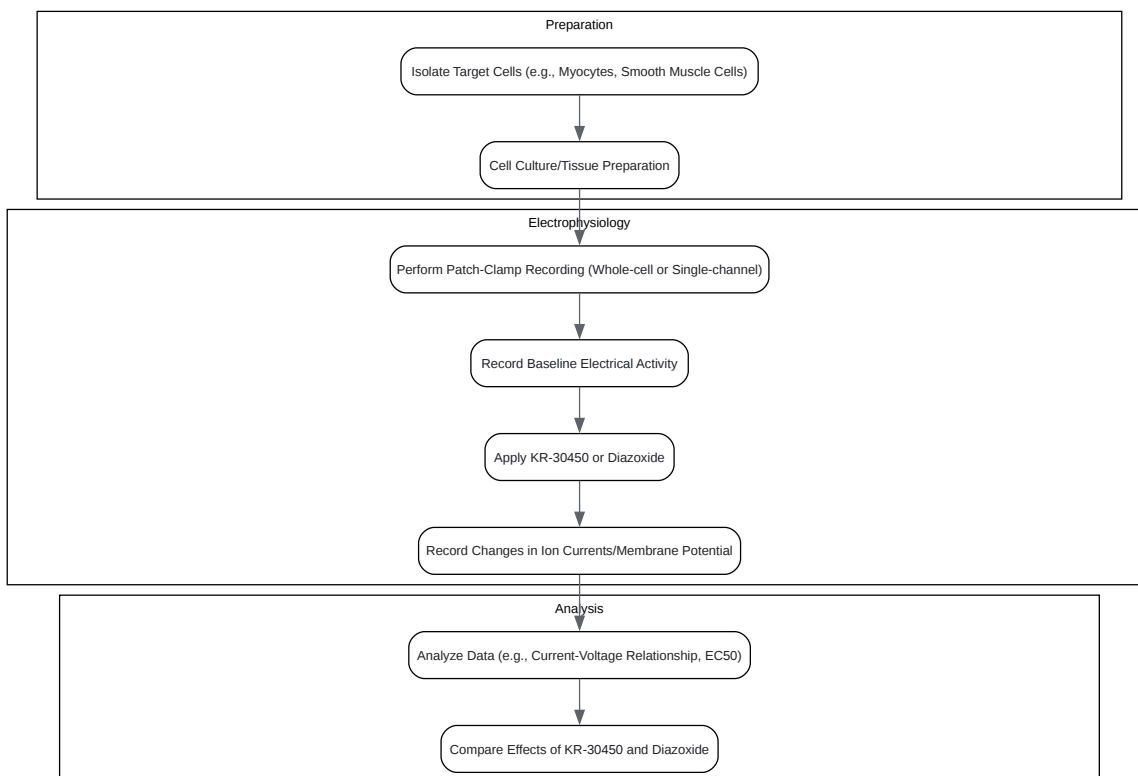 Preparation
Isolate Target Cells (e.g., Myocytes, Smooth Muscle Cells)
Cell Culture/Tissue Preparation
Electrophysiology
Perform Patch-Clamp Recording (Whole-cell or Single-channel)
Record Baseline Electrical Activity
Apply KR-30450 or Diazoxide
Record Changes in Ion Currents/Membrane Potential
Analysis
Analyze Data (e.g., Current-Voltage Relationship, EC50)
Compare Effects of KR-30450 and Diazoxide